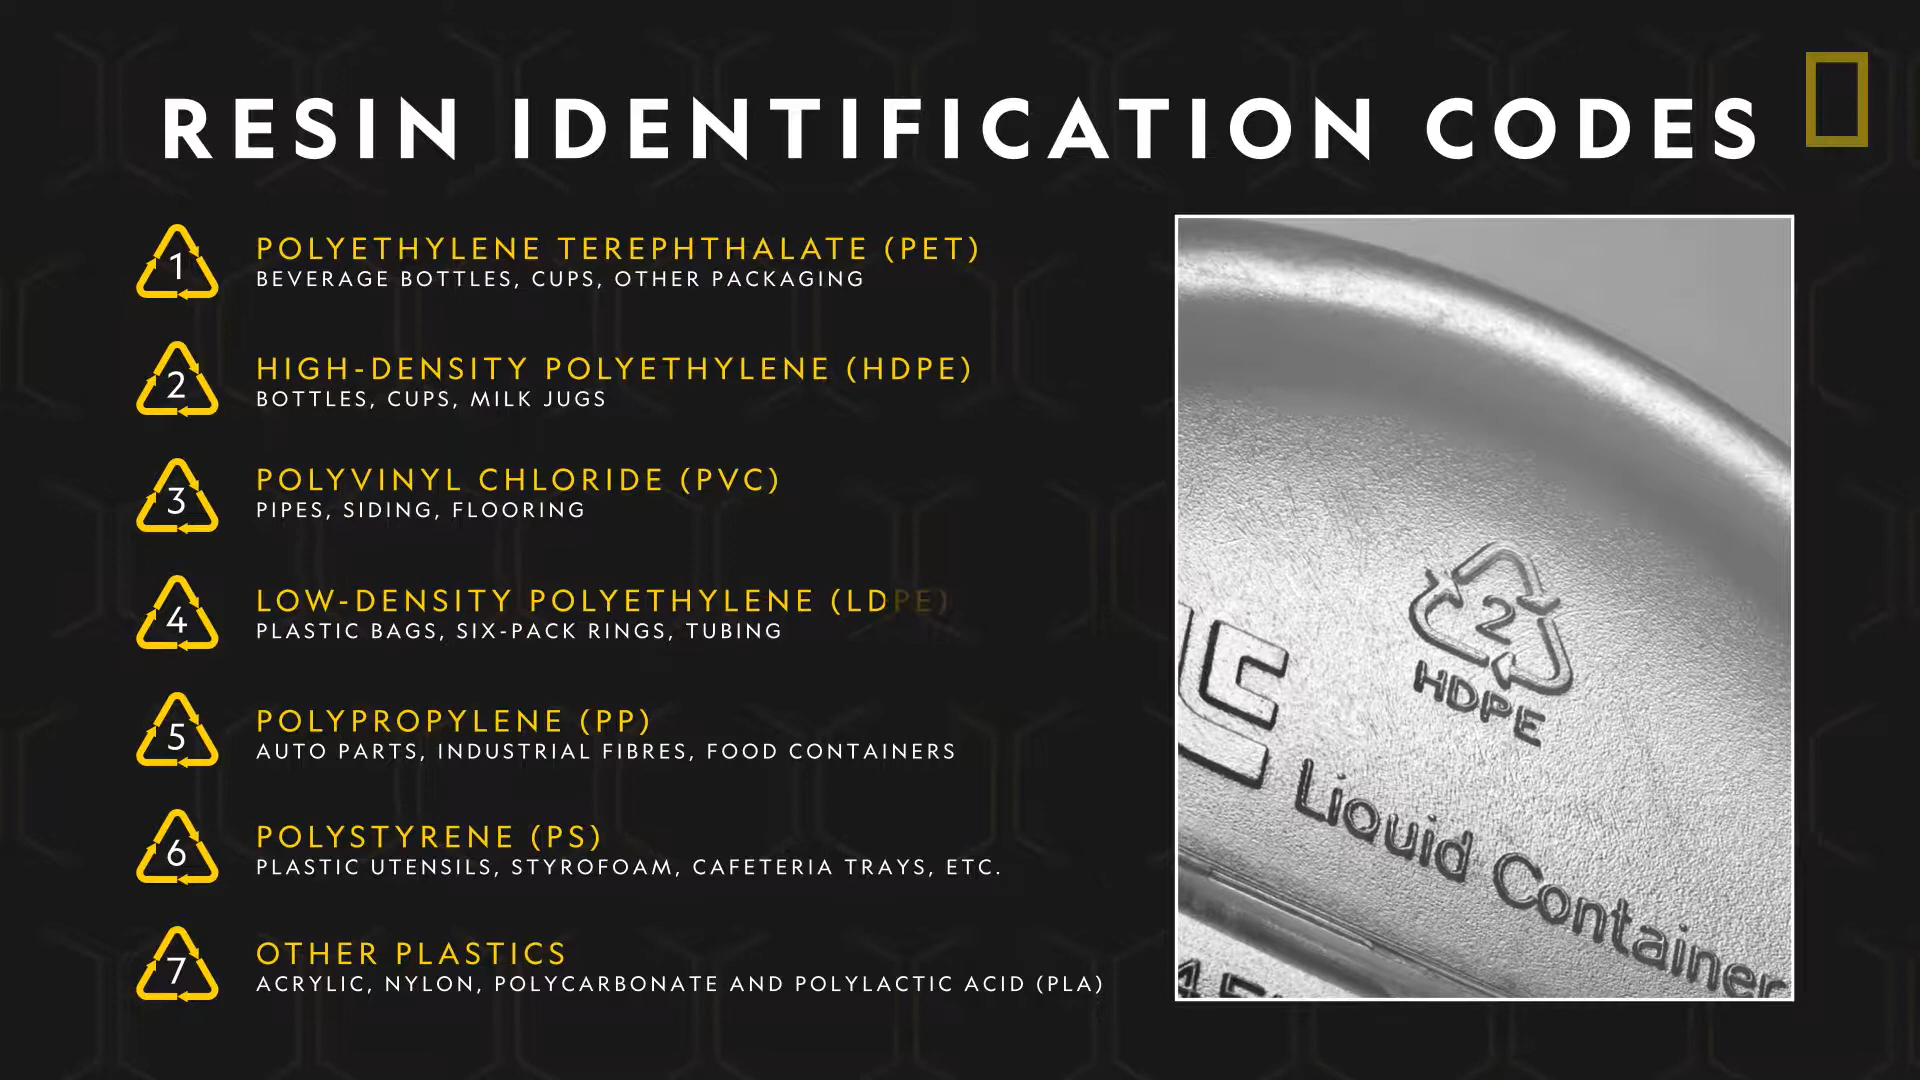 RESIN IDENTIFICATION CODES
1
POLYETHYLENE TEREPHTHALATE (PET)
BEVERAGE BOTTLES, CUPS, OTHER PACKAGING
2
HIGH-DENSITY POLYETHYLENE (HDPE)
BOTTLES, CUPS, MILK JUGS
3
POLYVINYL CHLORIDE (PVC)
PIPES, SIDING, FLOORING
4
LOW-DENSITY POLYETHYLENE (LDPE)
PLASTIC BAGS, SIX-PACK RINGS, TUBING
5
POLYPROPYLENE (PP)
AUTO PARTS, INDUSTRIAL FIBRES, FOOD CONTAINERS
6
POLYSTYRENE (PS)
PLASTIC UTENSILS, STYROFOAM, CAFETERIA TRAYS, ETC.
7
OTHER PLASTICS
ACRYLIC, NYLON, POLYCARBONATE AND POLYLACTIC ACID (PLA)
2
HDPE
Liquid Container